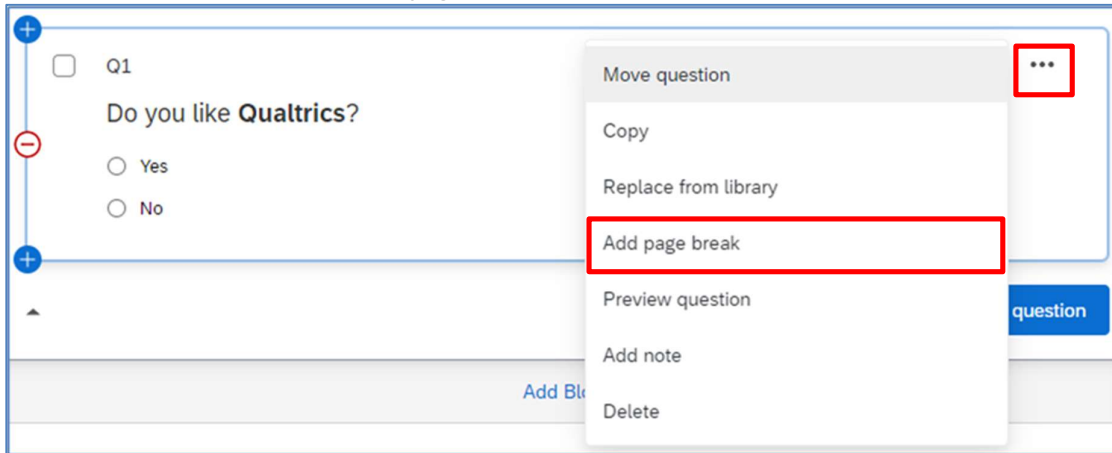 Q1
Do you like Qualtrics?
Yes
No
Move question
Copy
Replace from library
Add page break
Preview question
Add note
Delete
question
Add